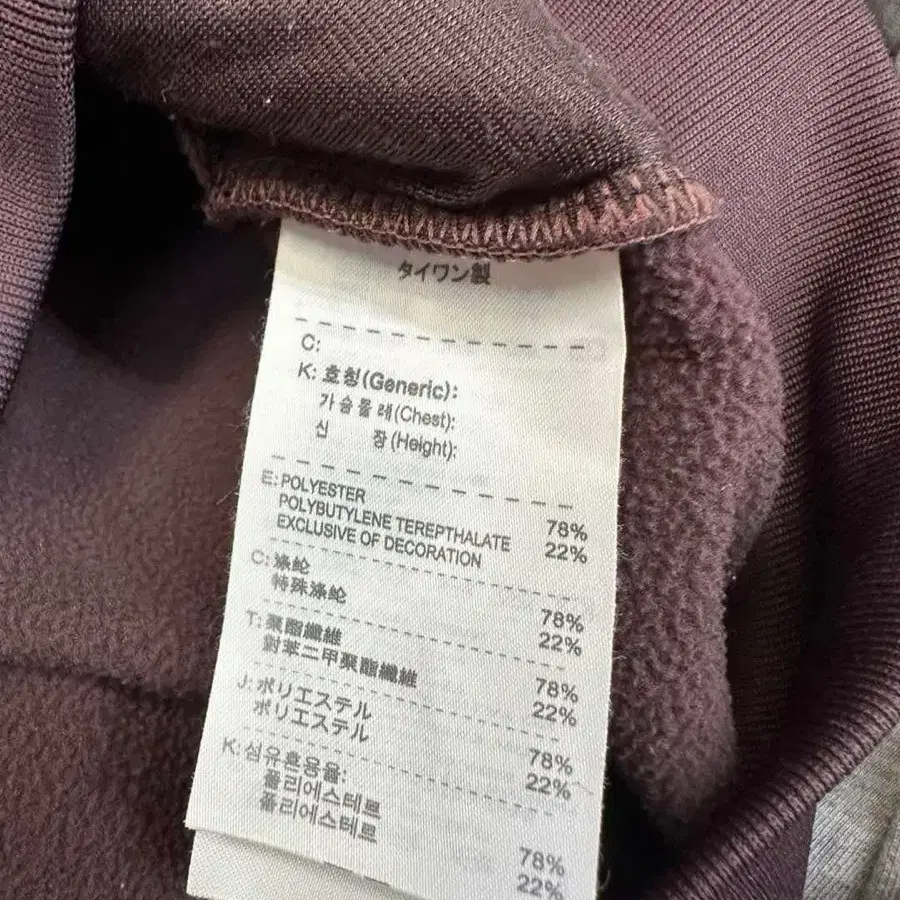 タイワン製
C:
K: 호칭(Generic):
가슴둘레(Chest):
신 장(Height):
E: POLYESTER 78%
POLYBUTYLENE TEREPTHALATE 22%
EXCLUSIVE OF DECORATION
C: 涤纶 78%
特殊涤纶 22%
T: 聚酯纖維 78%
對苯二甲聚酯纖維 22%
J: ポリエステル 78%
ポリエステル 22%
K: 섬유혼용율:
폴리에스테르 78%
폴리에스테르 22%